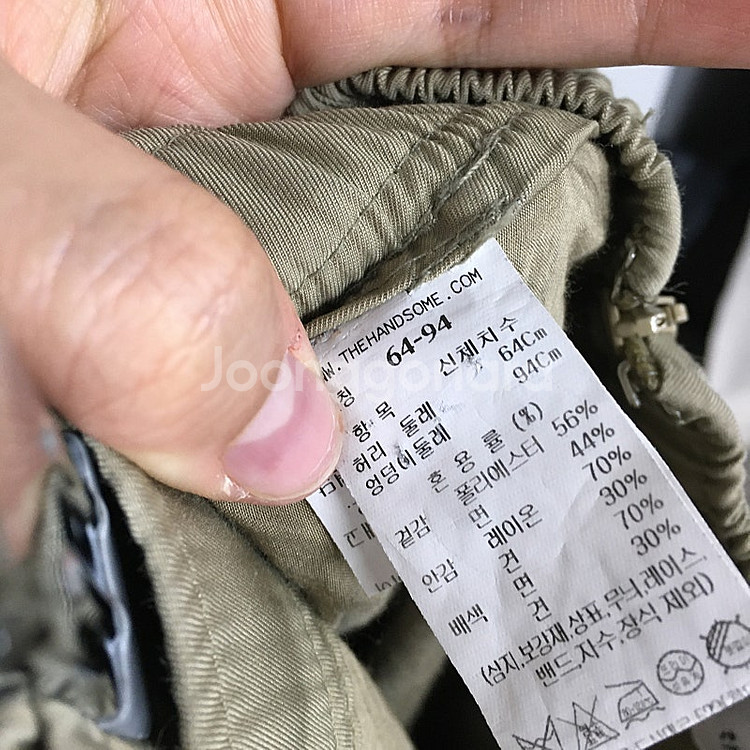 W.THEHANDSOME.COM
64-94
항 목 신체치수
허리 둘레 64Cm
엉덩이둘레 94Cm
혼 용 률 (%)
겉감 폴리에스터 56%
면 44%
안감 레이온 70%
견 30%
배색 면 70%
견 30%
(심지,보강재,상표,무늬,레이스,
밴드,자수,장식 제외)
Joonggonara